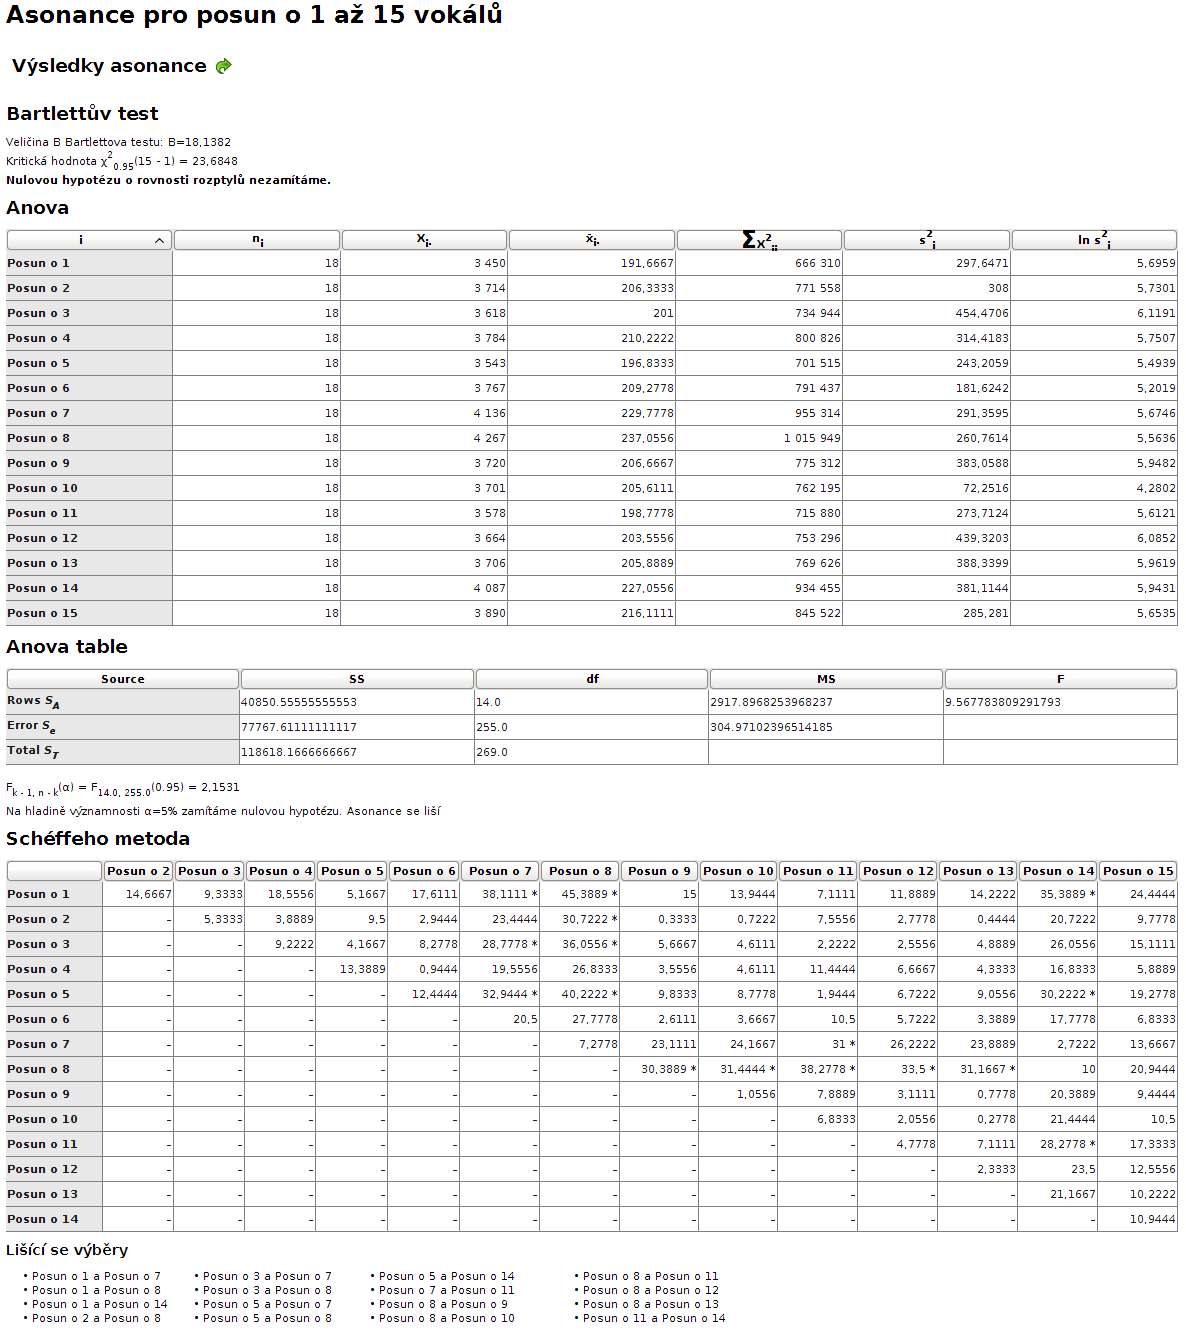 Asonance pro posun o 1 až 15 vokálů
Výsledky asonance
Bartlettův test
Veličina B Bartlettova testu: B=18,1382
Kritická hodnota χ²₀.₉₅(15 - 1) = 23,6848
Nulovou hypotézu o rovnosti rozptylů nezamítáme.
Anova
i nᵢ Xᵢ. x̄ᵢ. ΣX²ᵢᵢ s²ᵢ ln s²ᵢ
Posun o 1 18 3 450 191,6667 666 310 297,6471 5,6959
Posun o 2 18 3 714 206,3333 771 558 308 5,7301
Posun o 3 18 3 618 201 734 944 454,4706 6,1191
Posun o 4 18 3 784 210,2222 800 826 314,4183 5,7507
Posun o 5 18 3 543 196,8333 701 515 243,2059 5,4939
Posun o 6 18 3 767 209,2778 791 437 181,6242 5,2019
Posun o 7 18 4 136 229,7778 955 314 291,3595 5,6746
Posun o 8 18 4 267 237,0556 1 015 949 260,7614 5,5636
Posun o 9 18 3 720 206,6667 775 312 383,0588 5,9482
Posun o 10 18 3 701 205,6111 762 195 72,2516 4,2802
Posun o 11 18 3 578 198,7778 715 880 273,7124 5,6121
Posun o 12 18 3 664 203,5556 753 296 439,3203 6,0852
Posun o 13 18 3 706 205,8889 769 626 388,3399 5,9619
Posun o 14 18 4 087 227,0556 934 455 381,1144 5,9431
Posun o 15 18 3 890 216,1111 845 522 285,281 5,6535
Anova table
Source SS df MS F
Rows S_A 40850.55555555553 14.0 2917.8968253968237 9.567783809291793
Error S_e 77767.61111111117 255.0 304.97102396514185
Total S_T 118618.1666666667 269.0
F_k - 1, n - k(α) = F_14.0, 255.0(0.95) = 2,1531
Na hladině významnosti α=5% zamítáme nulovou hypotézu. Asonance se liší
Schéffeho metoda
Posun o 2 Posun o 3 Posun o 4 Posun o 5 Posun o 6 Posun o 7 Posun o 8 Posun o 9 Posun o 10 Posun o 11 Posun o 12 Posun o 13 Posun o 14 Posun o 15
Posun o 1 14,6667 9,3333 18,5556 5,1667 17,6111 38,1111 * 45,3889 * 15 13,9444 7,1111 11,8889 14,2222 35,3889 * 24,4444
Posun o 2 – 5,3333 3,8889 9,5 2,9444 23,4444 30,7222 * 0,3333 0,7222 7,5556 2,7778 0,4444 20,7222 9,7778
Posun o 3 – – 9,2222 4,1667 8,2778 28,7778 * 36,0556 * 5,6667 4,6111 2,2222 2,5556 4,8889 26,0556 15,1111
Posun o 4 – – – 13,3889 0,9444 19,5556 26,8333 3,5556 4,6111 11,4444 6,6667 4,3333 16,8333 5,8889
Posun o 5 – – – – 12,4444 32,9444 * 40,2222 * 9,8333 8,7778 1,9444 6,7222 9,0556 30,2222 * 19,2778
Posun o 6 – – – – – 20,5 27,7778 2,6111 3,6667 10,5 5,7222 3,3889 17,7778 6,8333
Posun o 7 – – – – – – 7,2778 23,1111 24,1667 31 * 26,2222 23,8889 2,7222 13,6667
Posun o 8 – – – – – – – 30,3889 * 31,4444 * 38,2778 * 33,5 * 31,1667 * 10 20,9444
Posun o 9 – – – – – – – – 1,0556 7,8889 3,1111 0,7778 20,3889 9,4444
Posun o 10 – – – – – – – – – 6,8333 2,0556 0,2778 21,4444 10,5
Posun o 11 – – – – – – – – – – 4,7778 7,1111 28,2778 * 17,3333
Posun o 12 – – – – – – – – – – – 2,3333 23,5 12,5556
Posun o 13 – – – – – – – – – – – – 21,1667 10,2222
Posun o 14 – – – – – – – – – – – – – 10,9444
Lišící se výběry
• Posun o 1 a Posun o 7 • Posun o 3 a Posun o 7 • Posun o 5 a Posun o 14 • Posun o 8 a Posun o 11
• Posun o 1 a Posun o 8 • Posun o 3 a Posun o 8 • Posun o 7 a Posun o 11 • Posun o 8 a Posun o 12
• Posun o 1 a Posun o 14 • Posun o 5 a Posun o 7 • Posun o 8 a Posun o 9 • Posun o 8 a Posun o 13
• Posun o 2 a Posun o 8 • Posun o 5 a Posun o 8 • Posun o 8 a Posun o 10 • Posun o 11 a Posun o 14